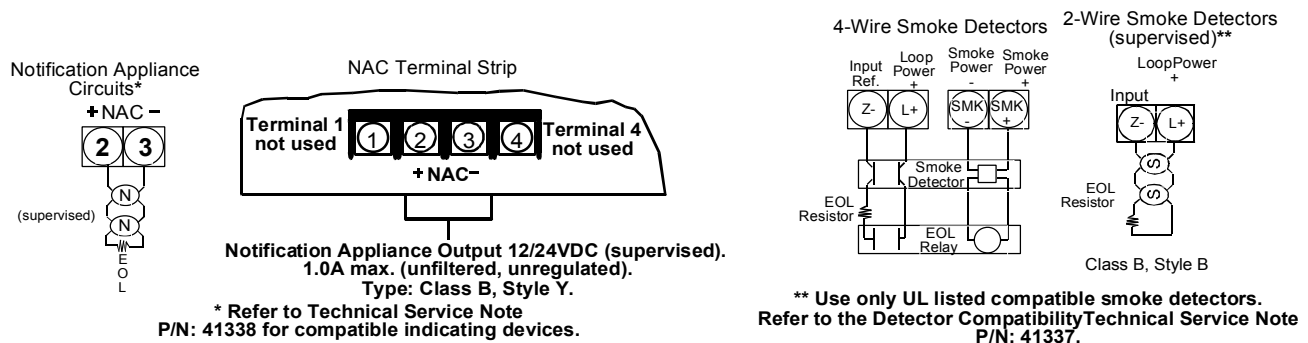 Notification Appliance
Circuits*
+ NAC −
2 3
N
(supervised)
N
E
O
L
NAC Terminal Strip
Terminal 1
not used
1 2 3 4
Terminal 4
not used
+ NAC−
Notification Appliance Output 12/24VDC (supervised).
1.0A max. (unfiltered, unregulated).
Type: Class B, Style Y.
* Refer to Technical Service Note
P/N: 41338 for compatible indicating devices.
4-Wire Smoke Detectors
Input
Ref.
Loop
Power
+
Smoke
Power
-
Smoke
Power
+
Z- L+ SMK - SMK +
Smoke
Detector
EOL
Resistor
EOL
Relay
2-Wire Smoke Detectors
(supervised)**
LoopPower
+
Input
Z- L+
S
S
EOL
Resistor
Class B, Style B
** Use only UL listed compatible smoke detectors.
Refer to the Detector CompatibilityTechnical Service Note
P/N: 41337.